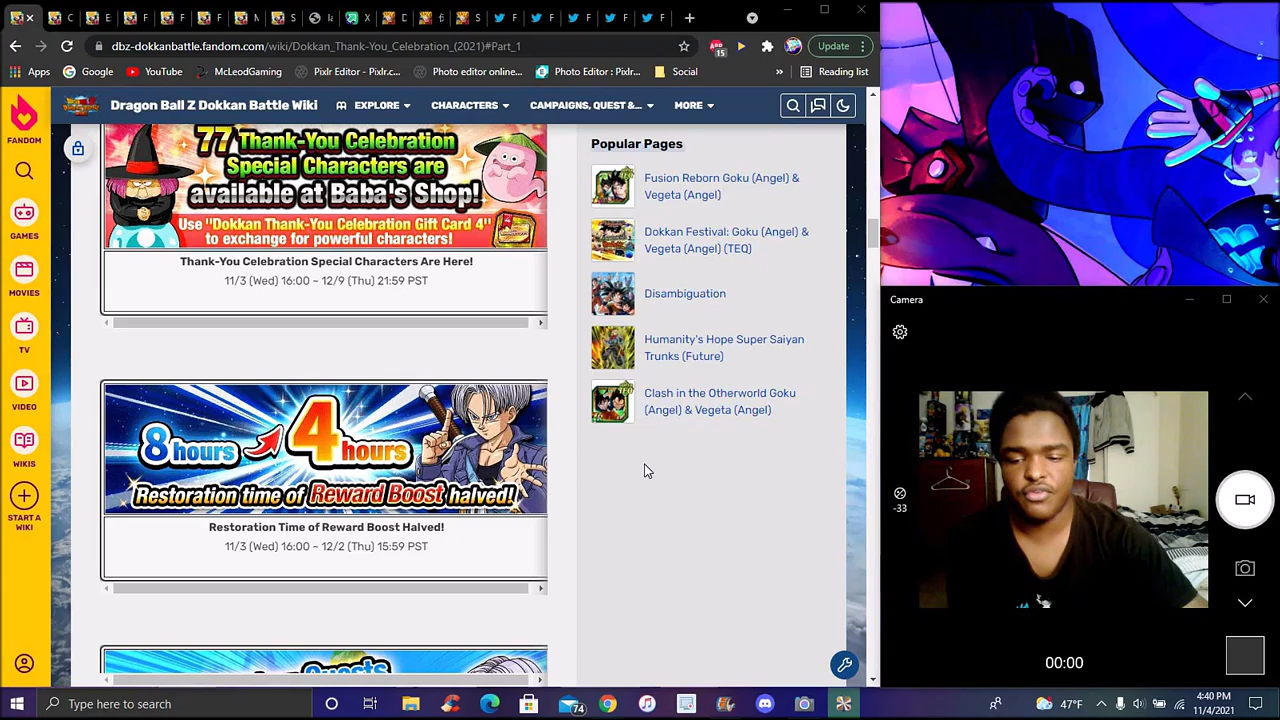 C
E
F
F
F
N
S
Ia
X
D
fi
S
F
F
F
F
F
dbz-dokkanbattle.fandom.com/wiki/Dokkan_Thank-You_Celebration_(2021)#Part_1
15
Update
Apps
Google
YouTube
McLeodGaming
Pixlr Editor - Pixlr.c...
Photo editor online...
Photo Editor : Pixlr...
Social
»
Reading list
FANDOM
GAMES
MOVIES
TV
VIDEO
WIKIS
START A
WIKI
Dragon Ball Z Dokkan Battle Wiki
EXPLORE
CHARACTERS
CAMPAIGNS, QUEST &...
MORE
77 Thank-You Celebration
Special Characters are
available at Baba's Shop!
Use "Dokkan Thank-You Celebration Gift Card 4"
to exchange for powerful characters!
Thank-You Celebration Special Characters Are Here!
11/3 (Wed) 16:00 ~ 12/9 (Thu) 21:59 PST
8 hours
4 hours
Restoration time of Reward Boost halved!
Restoration Time of Reward Boost Halved!
11/3 (Wed) 16:00 ~ 12/2 (Thu) 15:59 PST
Quests
Popular Pages
Fusion Reborn Goku (Angel) &
Vegeta (Angel)
Dokkan Festival: Goku (Angel) &
Vegeta (Angel) (TEQ)
Disambiguation
Humanity's Hope Super Saiyan
Trunks (Future)
Clash in the Otherworld Goku
(Angel) & Vegeta (Angel)
Camera
-33
00:00
Type here to search
74
47°F
4:40 PM
11/4/2021